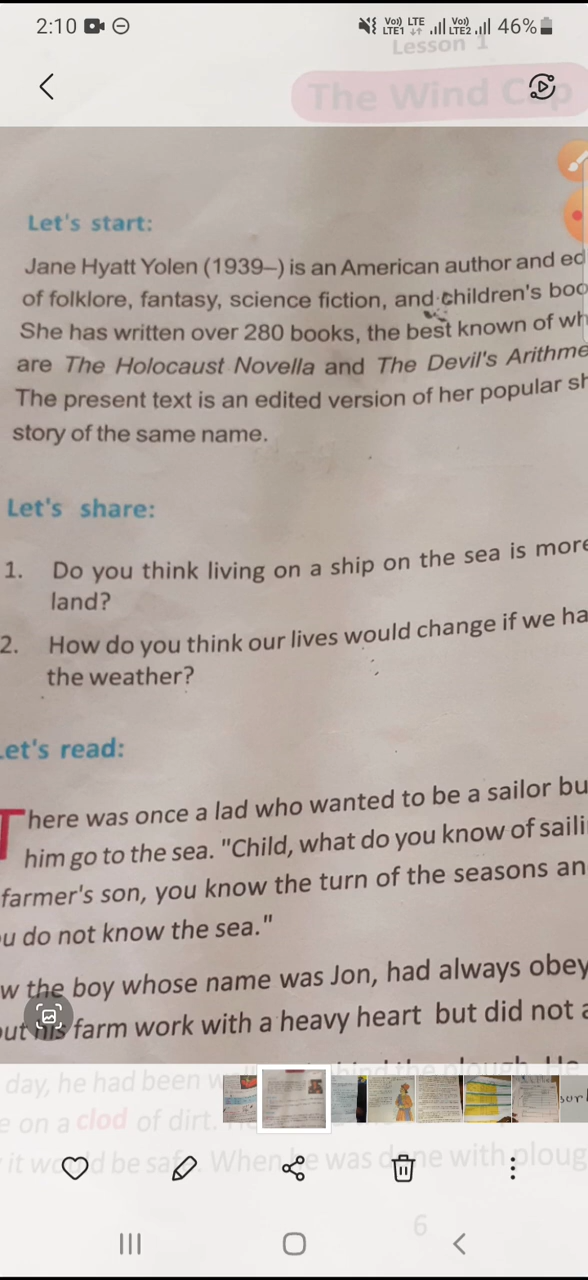 2:10
Vo) LTE Vo)
LTE1 LTE2 46%
Lesson 1
The Wind Cap
Let's start:
Jane Hyatt Yolen (1939–) is an American author and ed
of folklore, fantasy, science fiction, and children's boo
She has written over 280 books, the best known of wh
are The Holocaust Novella and The Devil's Arithme
The present text is an edited version of her popular sh
story of the same name.
Let's share:
1. Do you think living on a ship on the sea is more
land?
2. How do you think our lives would change if we ha
the weather?
Let's read:
There was once a lad who wanted to be a sailor bu
him go to the sea. "Child, what do you know of saili
farmer's son, you know the turn of the seasons an
u do not know the sea."
w the boy whose name was Jon, had always obey
out his farm work with a heavy heart but did not a
day, he had been w the plough. He
e on a clod of dirt.
it would be safe. When he was done with ploug
6